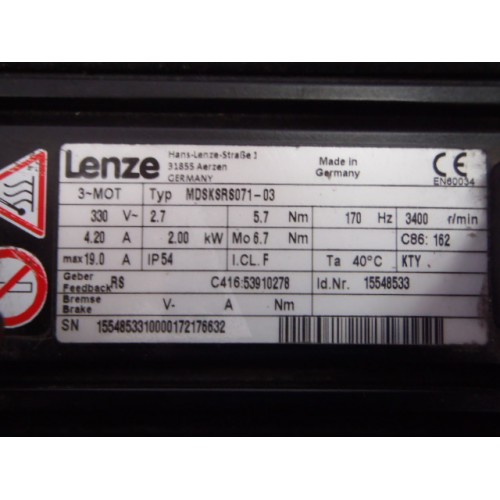 Lenze Hans-Lenze-Straße 1 Made in CE
31855 Aerzen Germany
GERMANY EN60034
3~MOT Typ MDSKSRS071-03
330 V~ 2.7 5.7 Nm 170 Hz 3400 r/min
4.20 A 2.00 kW Mo 6.7 Nm C86: 162
max 19.0 A IP54 I.CL. F Ta 40°C KTY
Geber
Feedback RS C416:53910278 Id.Nr. 15548533
Bremse
Brake V- A Nm
SN 1554853310000172176632